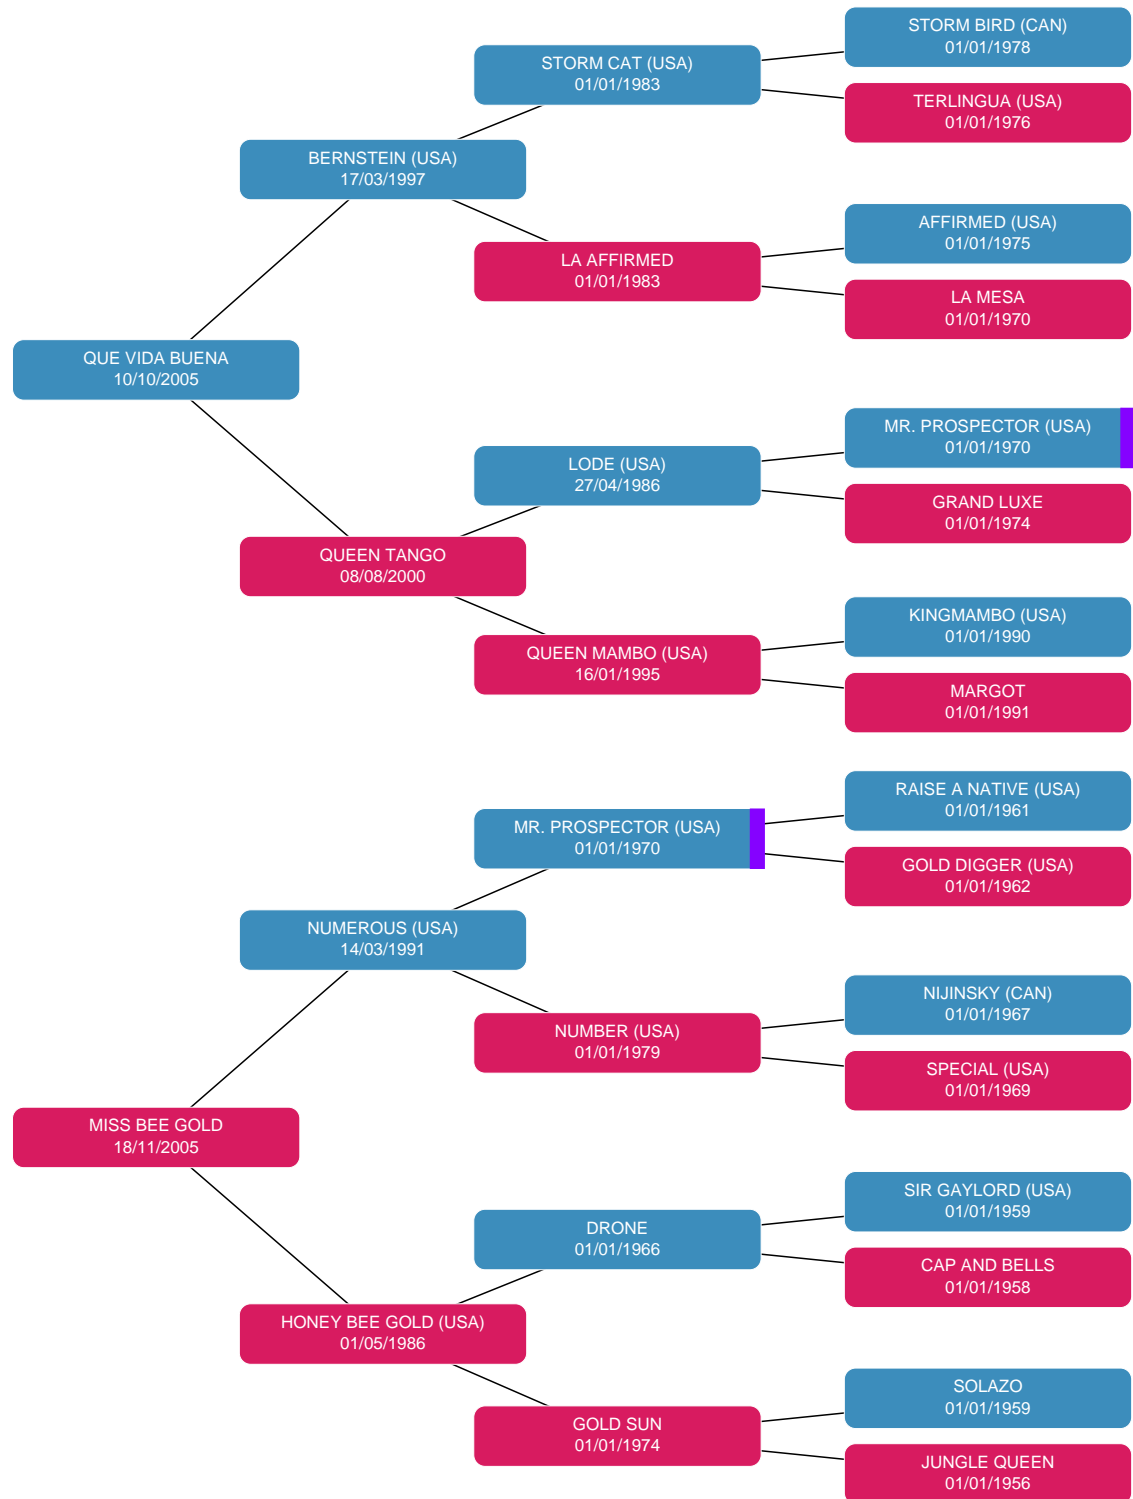 STORM BIRD (CAN)
01/01/1978
STORM CAT (USA)
01/01/1983
TERLINGUA (USA)
01/01/1976
BERNSTEIN (USA)
17/03/1997
AFFIRMED (USA)
01/01/1975
LA AFFIRMED
01/01/1983
LA MESA
01/01/1970
QUE VIDA BUENA
10/10/2005
MR. PROSPECTOR (USA)
01/01/1970
LODE (USA)
27/04/1986
GRAND LUXE
01/01/1974
QUEEN TANGO
08/08/2000
KINGMAMBO (USA)
01/01/1990
QUEEN MAMBO (USA)
16/01/1995
MARGOT
01/01/1991
RAISE A NATIVE (USA)
01/01/1961
MR. PROSPECTOR (USA)
01/01/1970
GOLD DIGGER (USA)
01/01/1962
NUMEROUS (USA)
14/03/1991
NIJINSKY (CAN)
01/01/1967
NUMBER (USA)
01/01/1979
SPECIAL (USA)
01/01/1969
MISS BEE GOLD
18/11/2005
SIR GAYLORD (USA)
01/01/1959
DRONE
01/01/1966
CAP AND BELLS
01/01/1958
HONEY BEE GOLD (USA)
01/05/1986
SOLAZO
01/01/1959
GOLD SUN
01/01/1974
JUNGLE QUEEN
01/01/1956